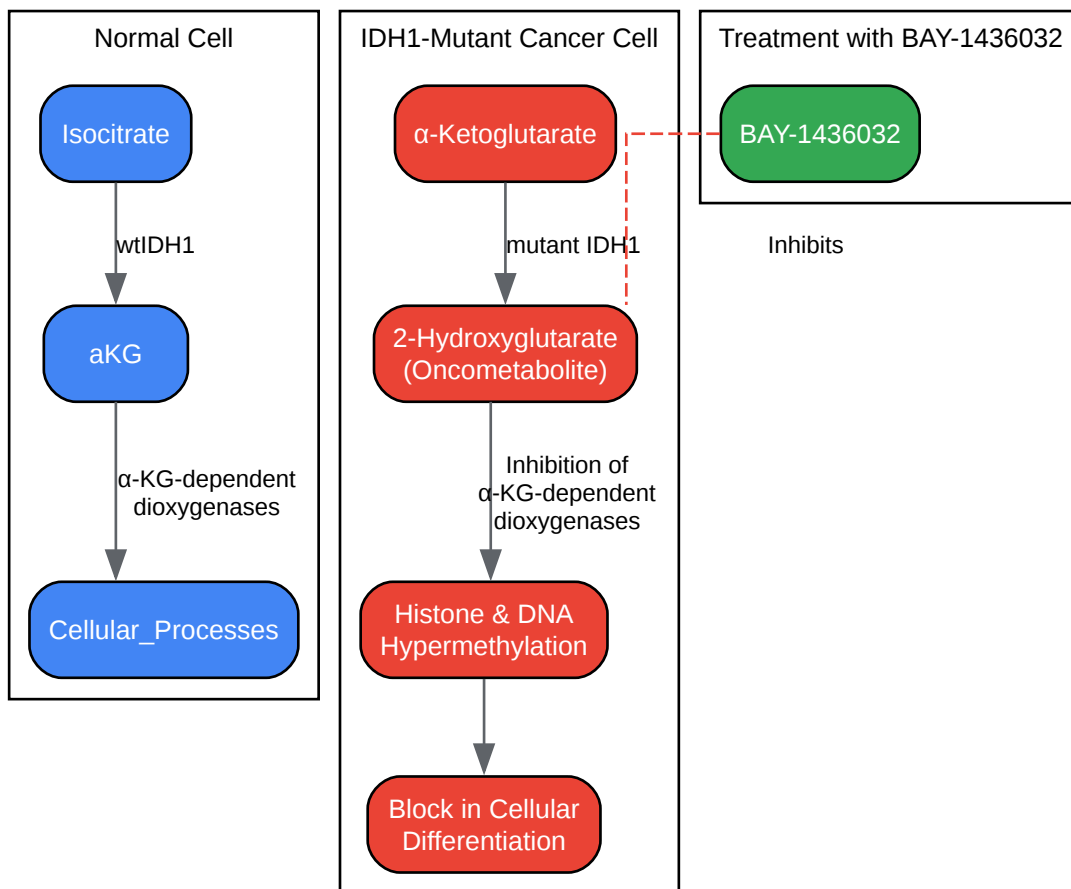 Normal Cell
Isocitrate
wtIDH1
aKG
α-KG-dependent
dioxygenases
Cellular_Processes
IDH1-Mutant Cancer Cell
α-Ketoglutarate
mutant IDH1
2-Hydroxyglutarate
(Oncometabolite)
Inhibition of
α-KG-dependent
dioxygenases
Histone & DNA
Hypermethylation
Block in Cellular
Differentiation
Treatment with BAY-1436032
BAY-1436032
Inhibits